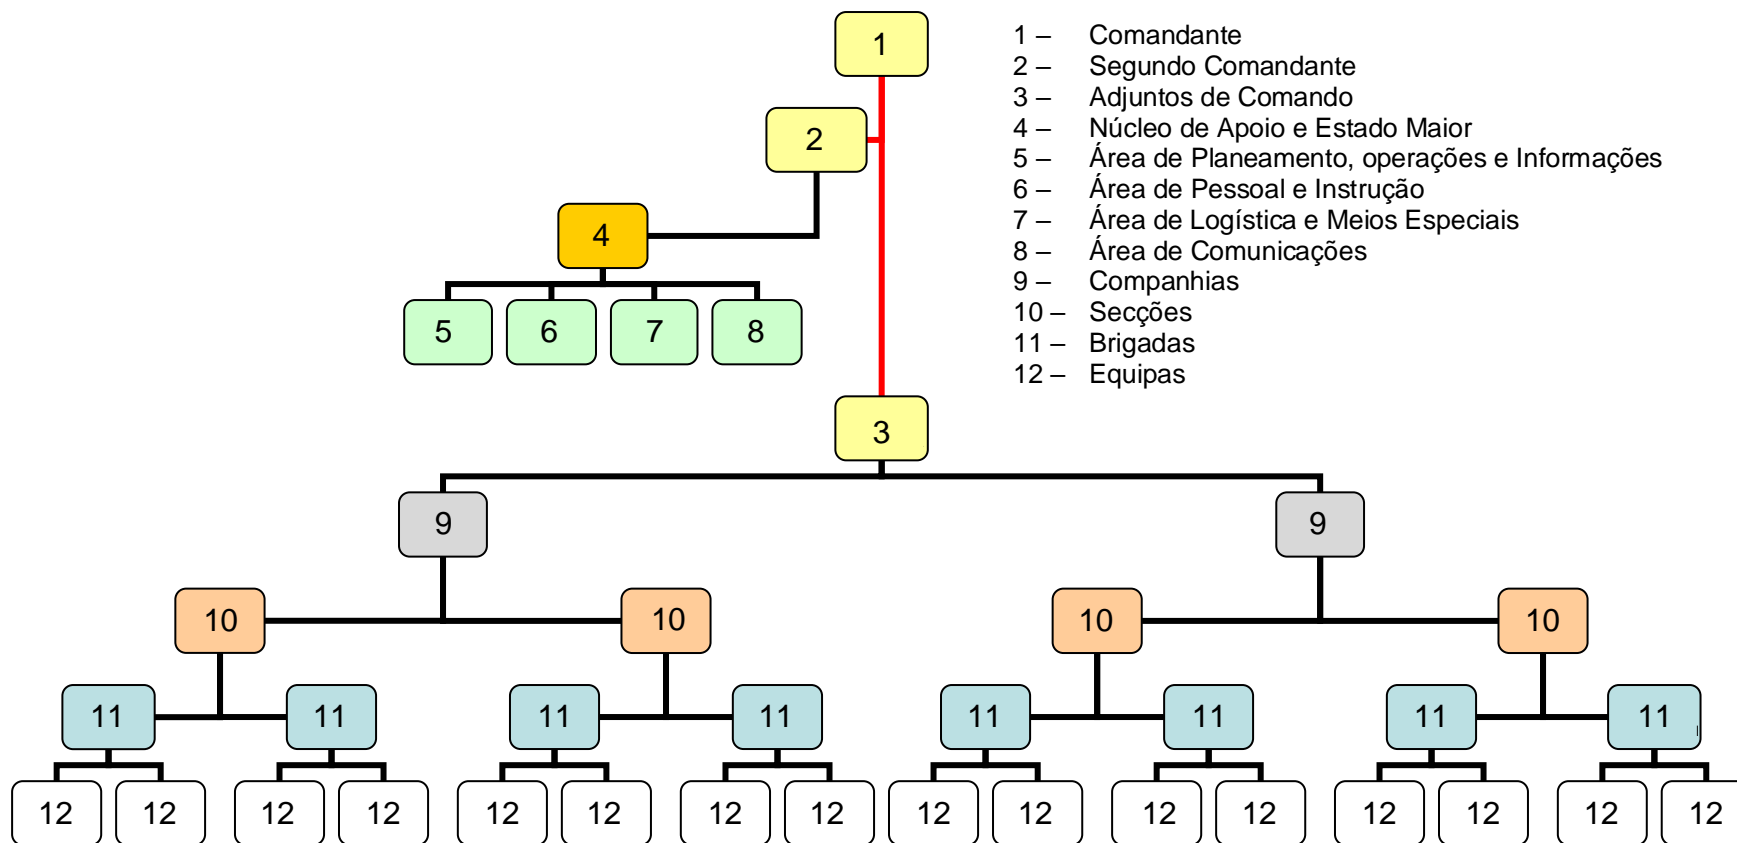 1
1 – Comandante
2 – Segundo Comandante
3 – Adjuntos de Comando
2
4 – Núcleo de Apoio e Estado Maior
5 – Área de Planeamento, operações e Informações
6 – Área de Pessoal e Instrução
7 – Área de Logística e Meios Especiais
4
8 – Área de Comunicações
9 – Companhias
10 – Secções
5 6 7 8
11 – Brigadas
12 – Equipas
3
9 9
10 10 10 10
11 11 11 11 11 11 11 11
12 12 12 12 12 12 12 12 12 12 12 12 12 12 12 12